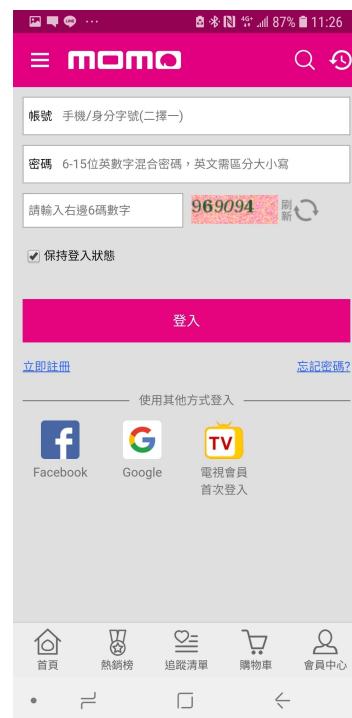 87% 11:26
momo
帳號 手機/身分字號(二擇一)
密碼 6-15位英數字混合密碼，英文需區分大小寫
請輸入右邊6碼數字 969094 刷新
保持登入狀態
登入
立即註冊 忘記密碼?
使用其他方式登入
f G TV
Facebook Google 電視會員
首次登入
首頁 熱銷榜 追蹤清單 購物車 會員中心